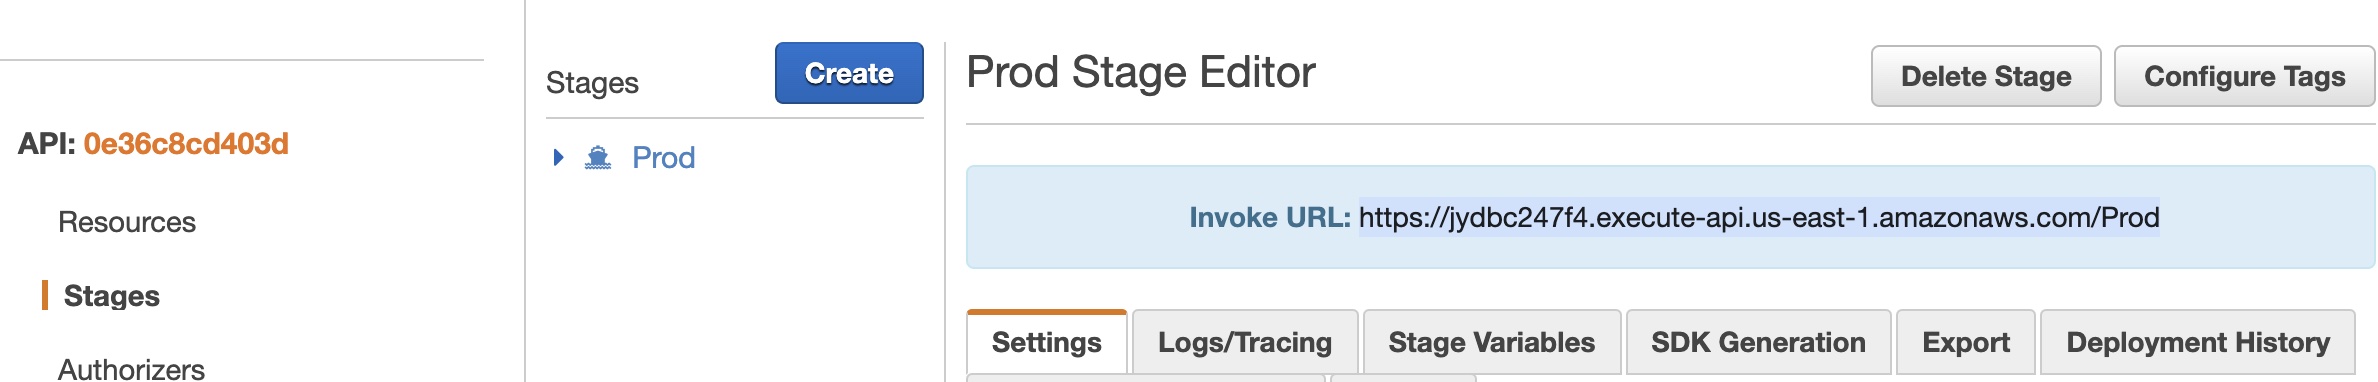 API: 0e36c8cd403d
Resources
Stages
Authorizers
Stages
Create
Prod
Prod Stage Editor
Delete Stage
Configure Tags
Invoke URL: https://jydbc247f4.execute-api.us-east-1.amazonaws.com/Prod
Settings
Logs/Tracing
Stage Variables
SDK Generation
Export
Deployment History